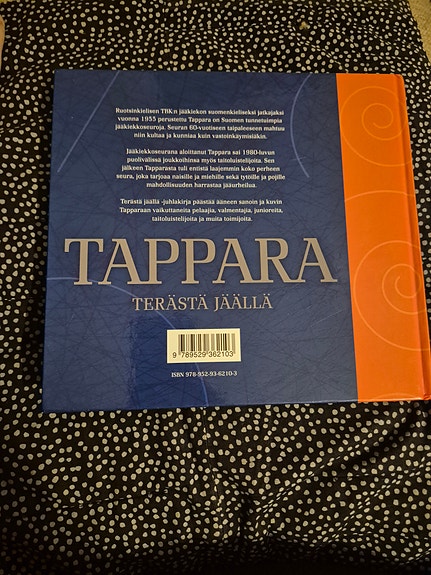 Ruotsinkielisen TBK:n jääkiekon suomenkieliseksi jatkajaksi
vuonna 1955 perustettu Tappara on Suomen tunnetuimpia
jääkiekkoseuroja. Seuran 60-vuotiseen taipaleeseen mahtuu
niin kultaa ja kunniaa kuin vastoinkäymisiäkin.
Jääkiekkoseurana aloittanut Tappara sai 1980-luvun
puolivälissä joukkoihinsa myös taitoluistelijoita. Sen
jälkeen Tapparasta tuli entistä laajemmin koko perheen
seura, joka tarjoaa naisille ja miehille sekä tytöille ja pojille
mahdollisuuden harrastaa jääurheilua.
Terästä jäällä -juhlakirja päästää ääneen sanoin ja kuvin
Tapparaan vaikuttaneita pelaajia, valmentajia, junioreita,
taitoluistelijoita ja muita toimijoita.
TAPPARA
TERÄSTÄ JÄÄLLÄ
9 789529 362103
ISBN 978-952-93-6210-3